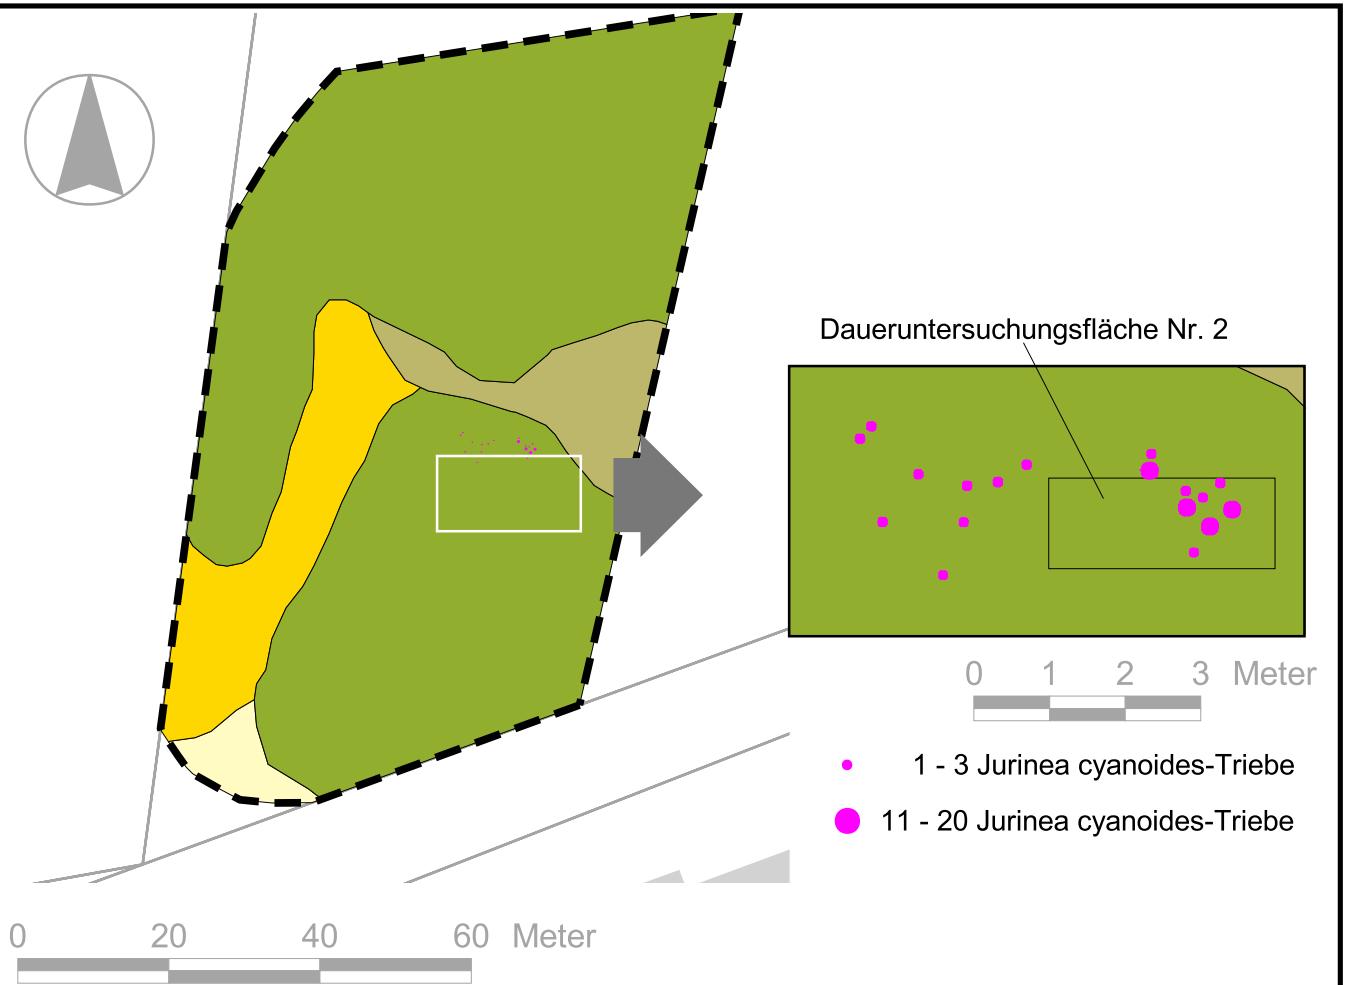 Daueruntersuchungsfläche Nr. 2
0 1 2 3 Meter
1 - 3 Jurinea cyanoides-Triebe
11 - 20 Jurinea cyanoides-Triebe
0 20 40 60 Meter